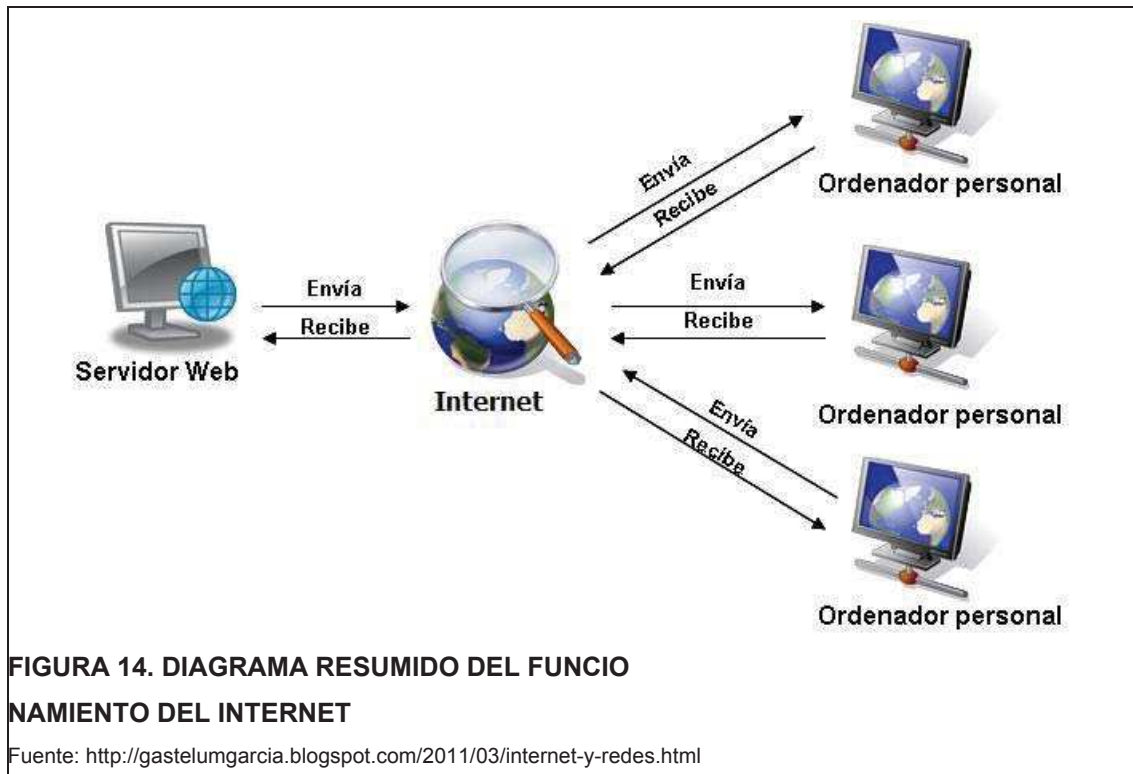 Envía
Recibe
Ordenador personal
Envía
Recibe
Servidor Web
Internet
Envía
Recibe
Ordenador personal
Envía
Recibe
Ordenador personal
FIGURA 14. DIAGRAMA RESUMIDO DEL FUNCIO
NAMIENTO DEL INTERNET
Fuente: http://gastelumgarcia.blogspot.com/2011/03/internet-y-redes.html